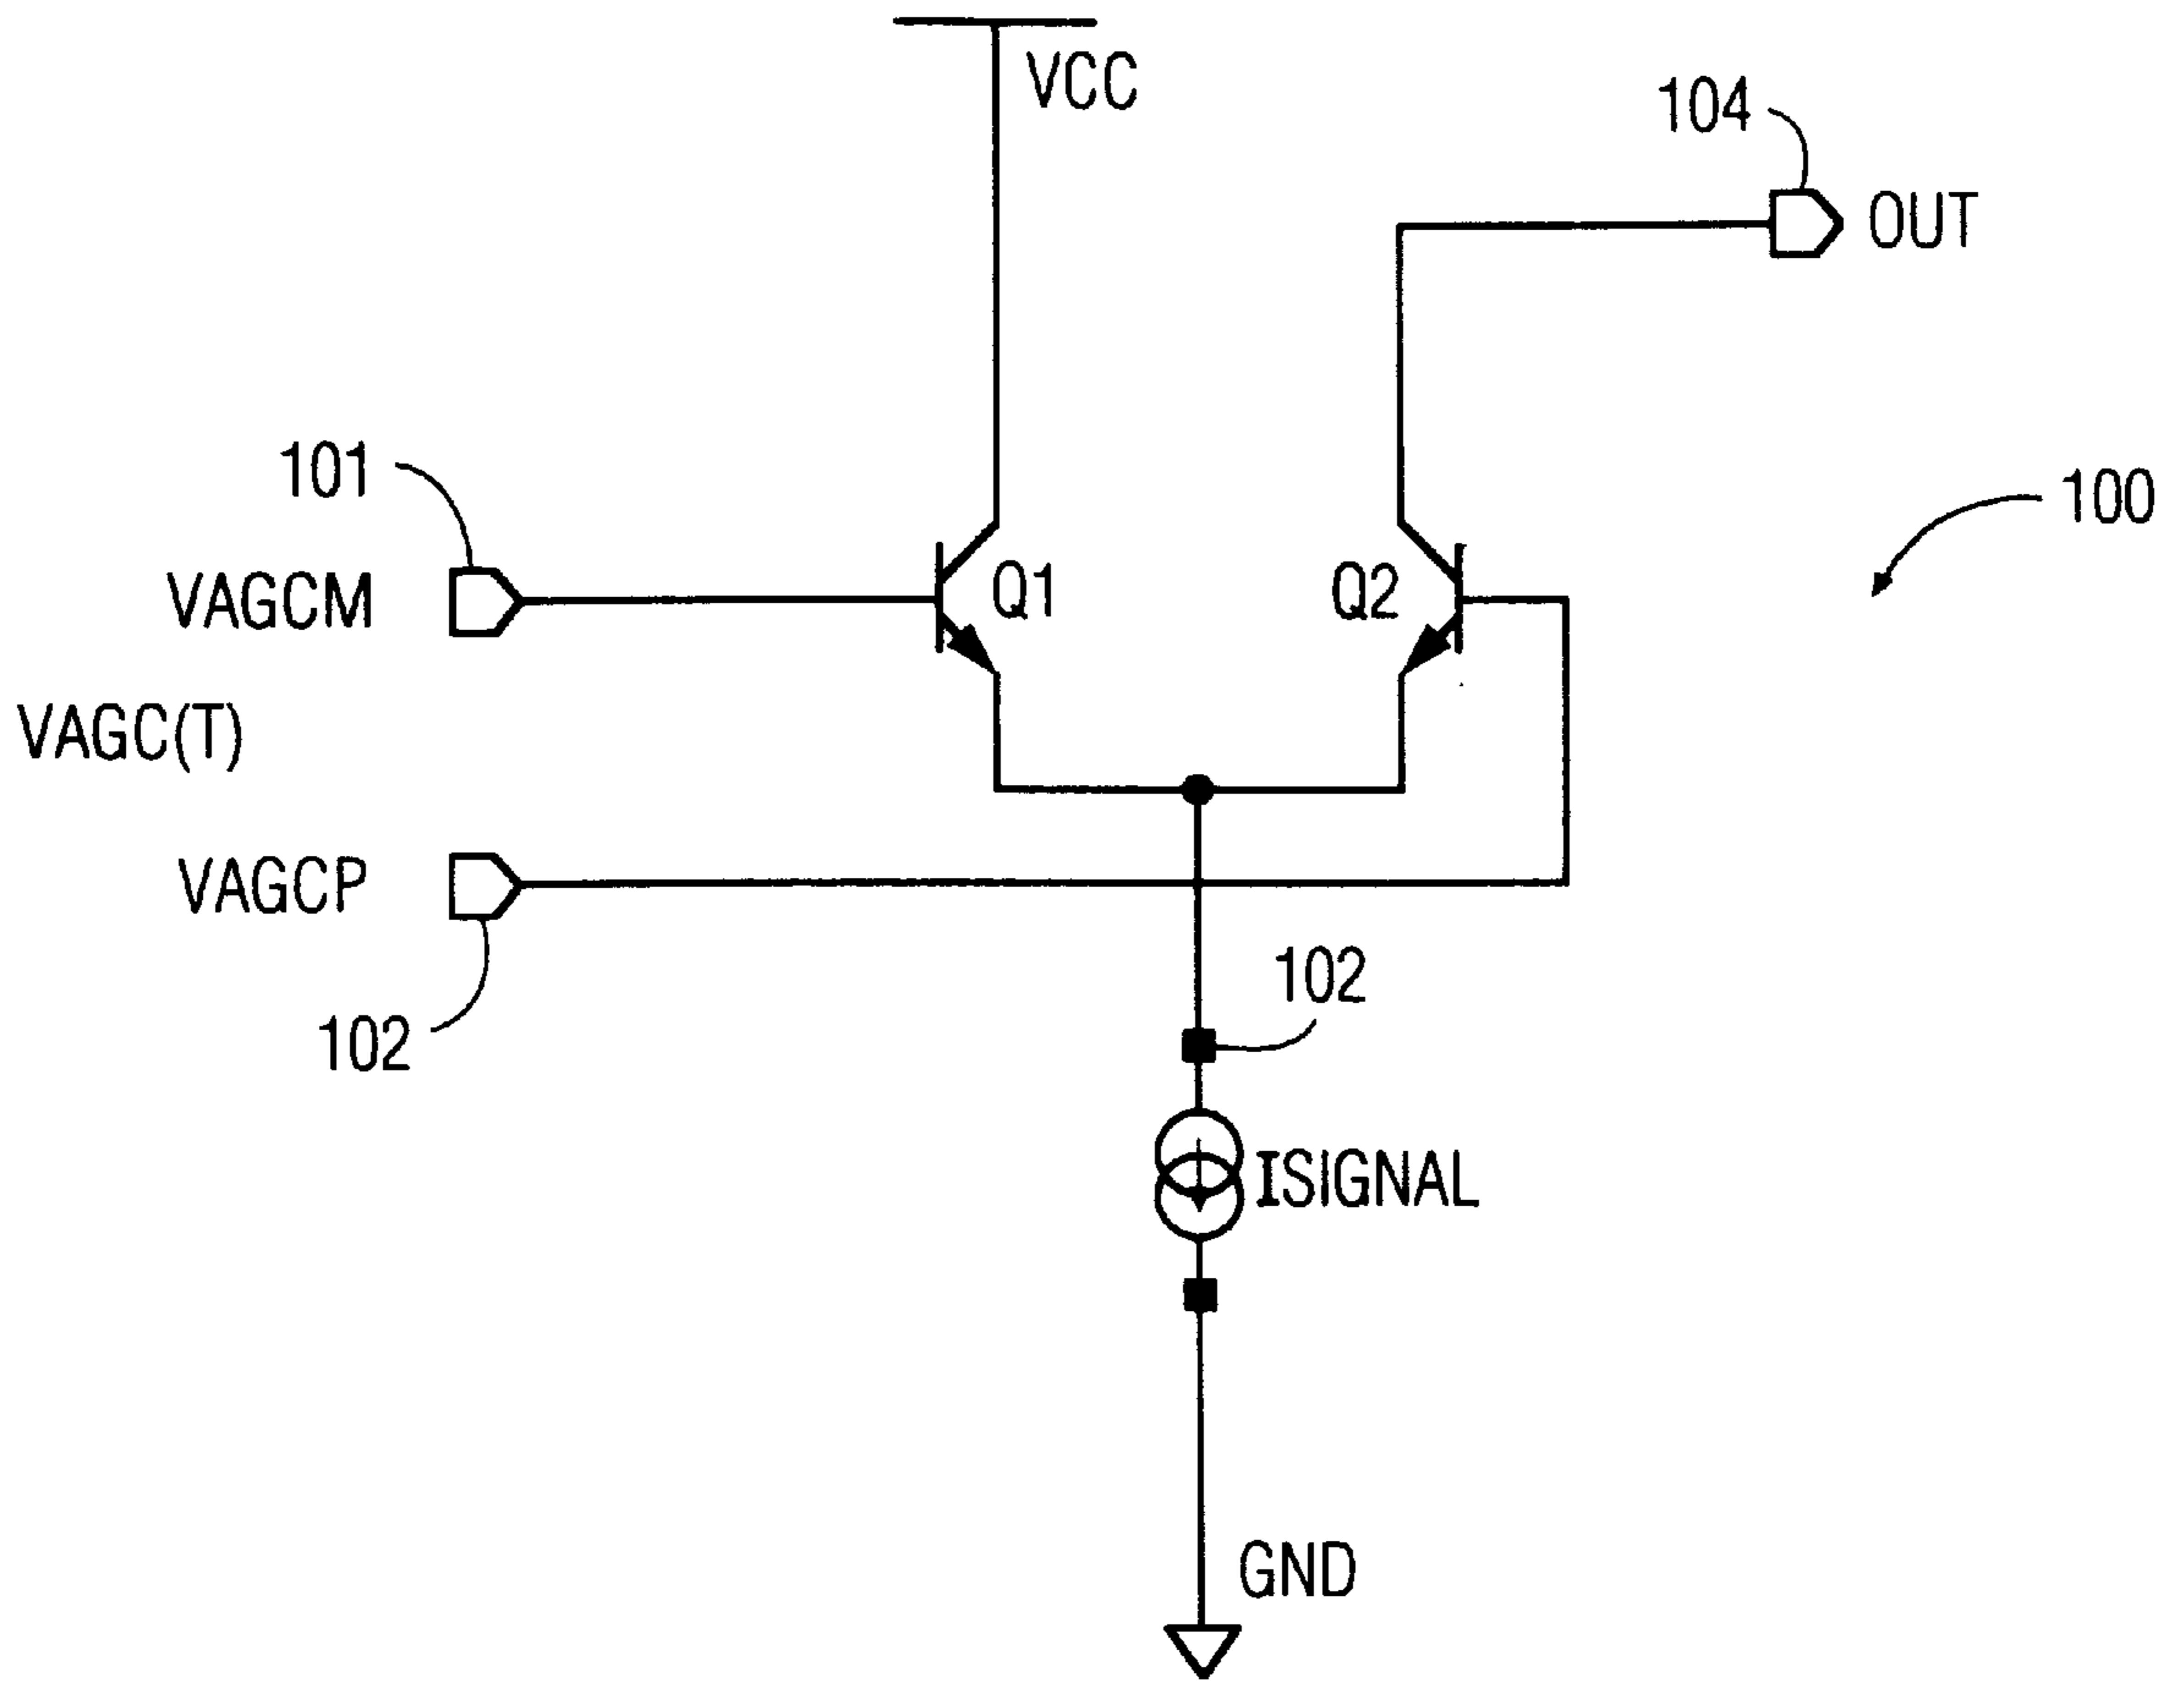 VCC
104
OUT
101
100
Q1
Q2
VAGCM
VAGC(T)
VAGCP
102
102
ISIGNAL
GND